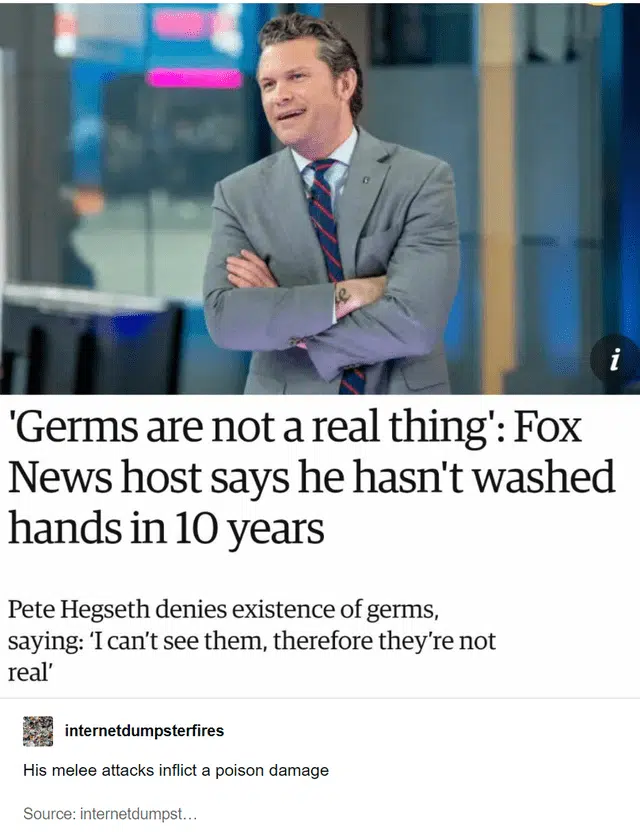 i
'Germs are not a real thing': Fox
News host says he hasn't washed
hands in 10 years
Pete Hegseth denies existence of germs,
saying: ‘I can’t see them, therefore they’re not
real’
internetdumpsterfires
His melee attacks inflict a poison damage
Source: internetdumpst…